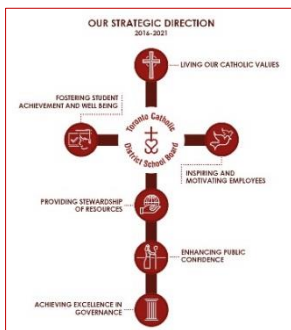 OUR STRATEGIC DIRECTION
2016-2021
LIVING OUR CATHOLIC VALUES
FOSTERING STUDENT
ACHIEVEMENT AND WELL BEING
Toronto Catholic
District School Board
INSPIRING AND
MOTIVATING EMPLOYEES
PROVIDING STEWARDSHIP
OF RESOURCES
ENHANCING PUBLIC
CONFIDENCE
ACHIEVING EXCELLENCE IN
GOVERNANCE